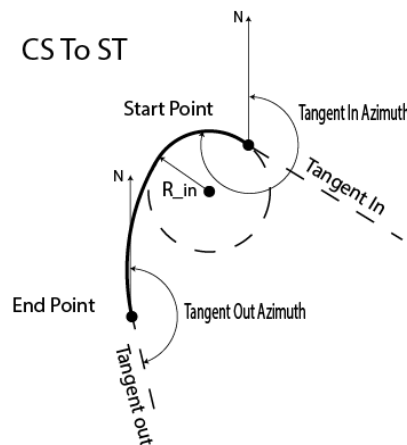 CS To ST
N
Start Point
Tangent In Azimuth
Tangent In
N
R_in
End Point
Tangent Out Azimuth
Tangent out